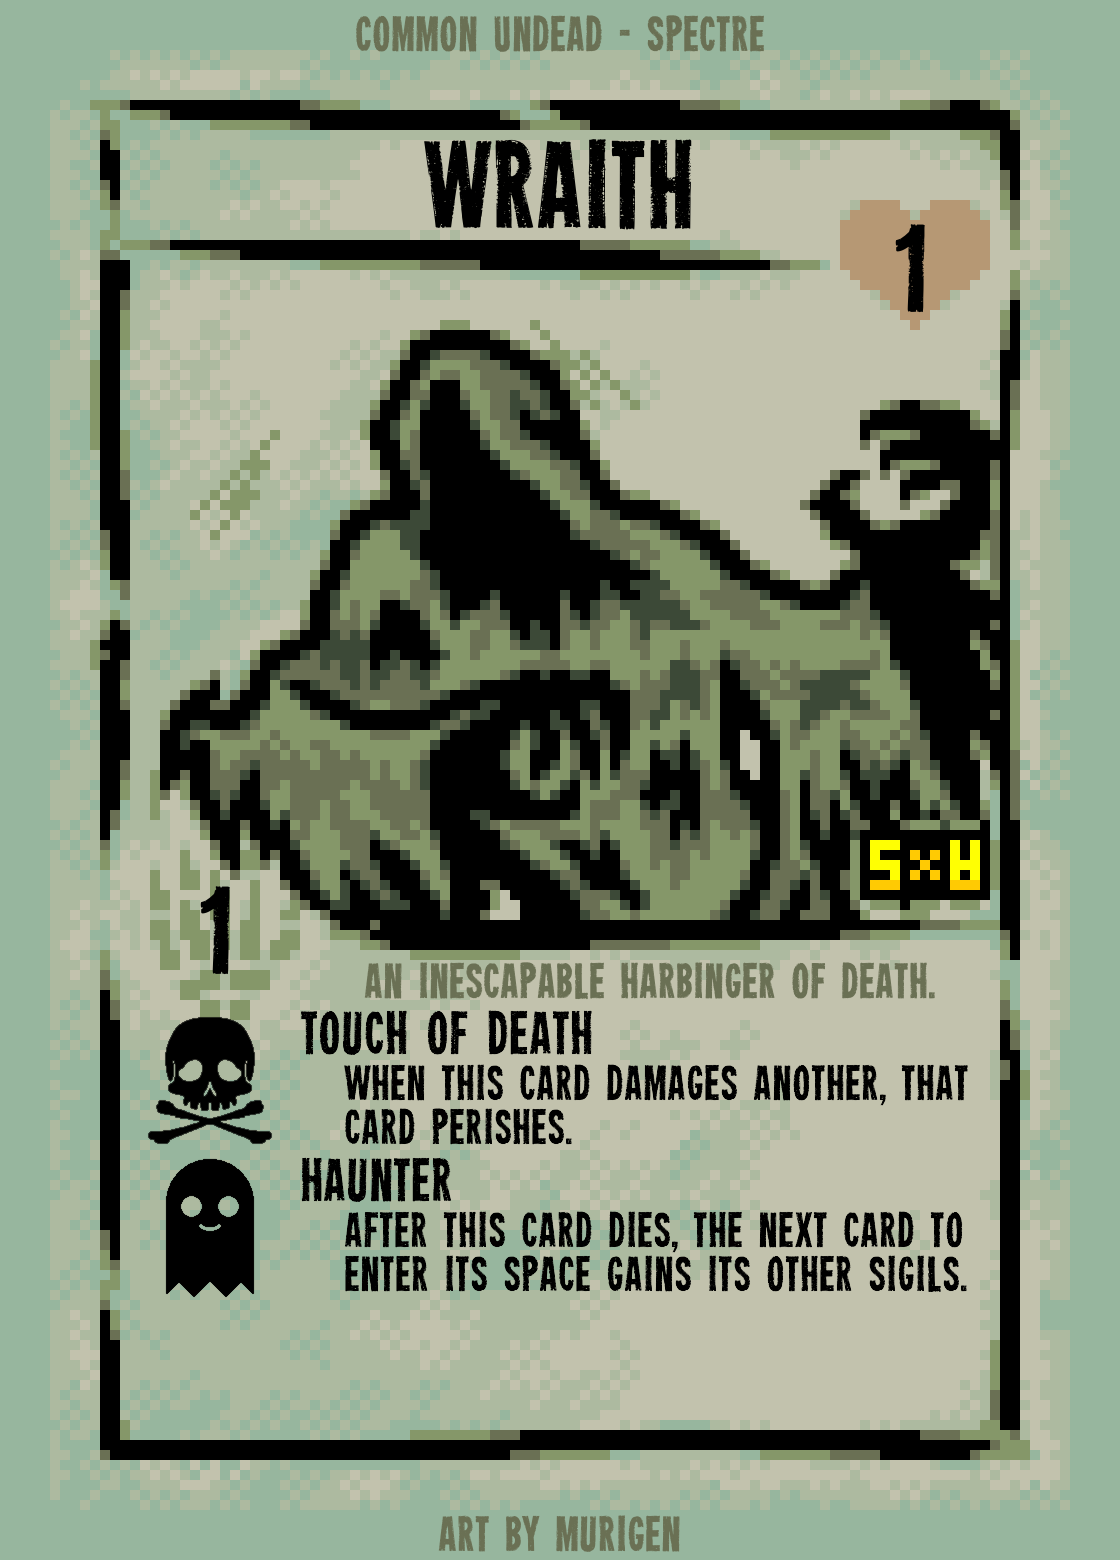 COMMON UNDEAD - SPECTRE
WRAITH
1
1
AN INESCAPABLE HARBINGER OF DEATH.
TOUCH OF DEATH
WHEN THIS CARD DAMAGES ANOTHER, THAT
CARD PERISHES.
HAUNTER
AFTER THIS CARD DIES, THE NEXT CARD TO
ENTER ITS SPACE GAINS ITS OTHER SIGILS.
ART BY MURIGEN